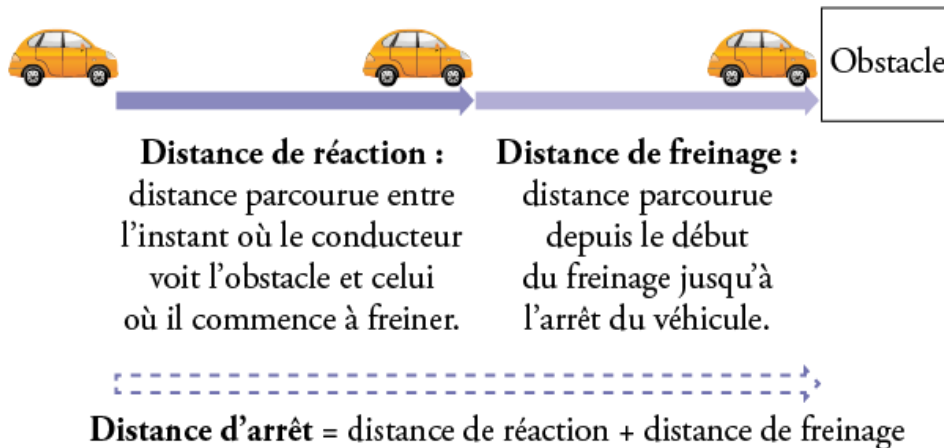 Obstacle
Distance de réaction :
distance parcourue entre
l'instant où le conducteur
voit l'obstacle et celui
où il commence à freiner.
Distance de freinage :
distance parcourue
depuis le début
du freinage jusqu'à
l'arrêt du véhicule.
Distance d'arrêt = distance de réaction + distance de freinage